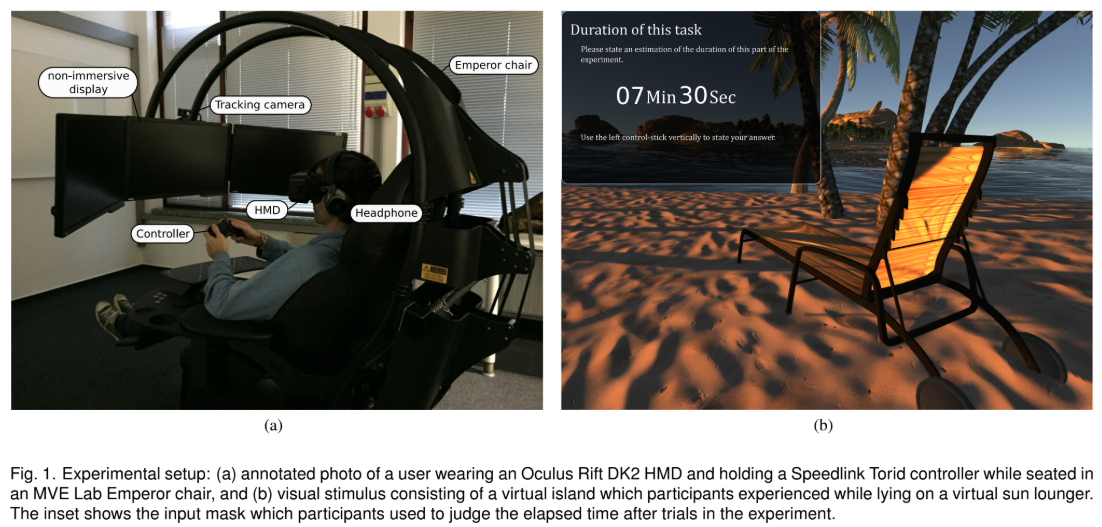 non-immersive
display
Tracking camera
Emperor chair
HMD
Headphone
Controller
Duration of this task
Please state an estimation of the duration of this part of the
experiment.
07 Min 30 Sec
Use the left control-stick vertically to state your answer.
(a)
(b)
Fig. 1. Experimental setup: (a) annotated photo of a user wearing an Oculus Rift DK2 HMD and holding a Speedlink Torid controller while seated in
an MVE Lab Emperor chair, and (b) visual stimulus consisting of a virtual island which participants experienced while lying on a virtual sun lounger.
The inset shows the input mask which participants used to judge the elapsed time after trials in the experiment.